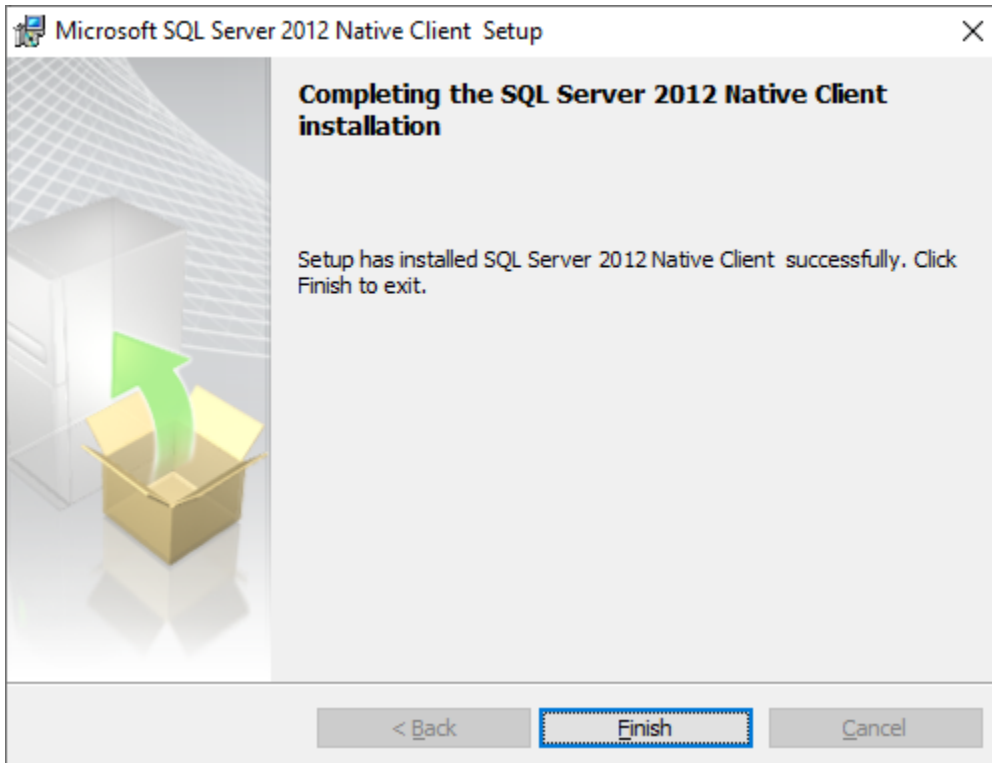 Microsoft SQL Server 2012 Native Client  Setup
Completing the SQL Server 2012 Native Client
installation
Setup has installed SQL Server 2012 Native Client  successfully. Click
Finish to exit.
< Back
Finish
Cancel